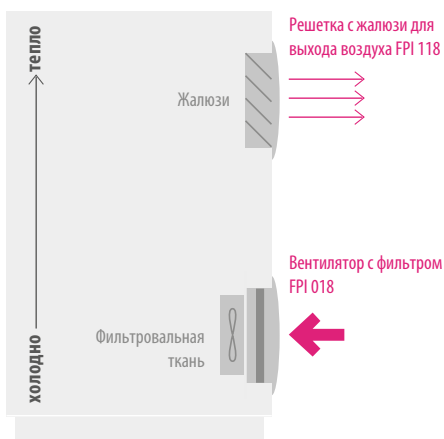 тепло
Решетка с жалюзи для
выхода воздуха FPI 118
Жалюзи
Вентилятор с фильтром
FPI 018
Фильтровальная
ткань
холодно